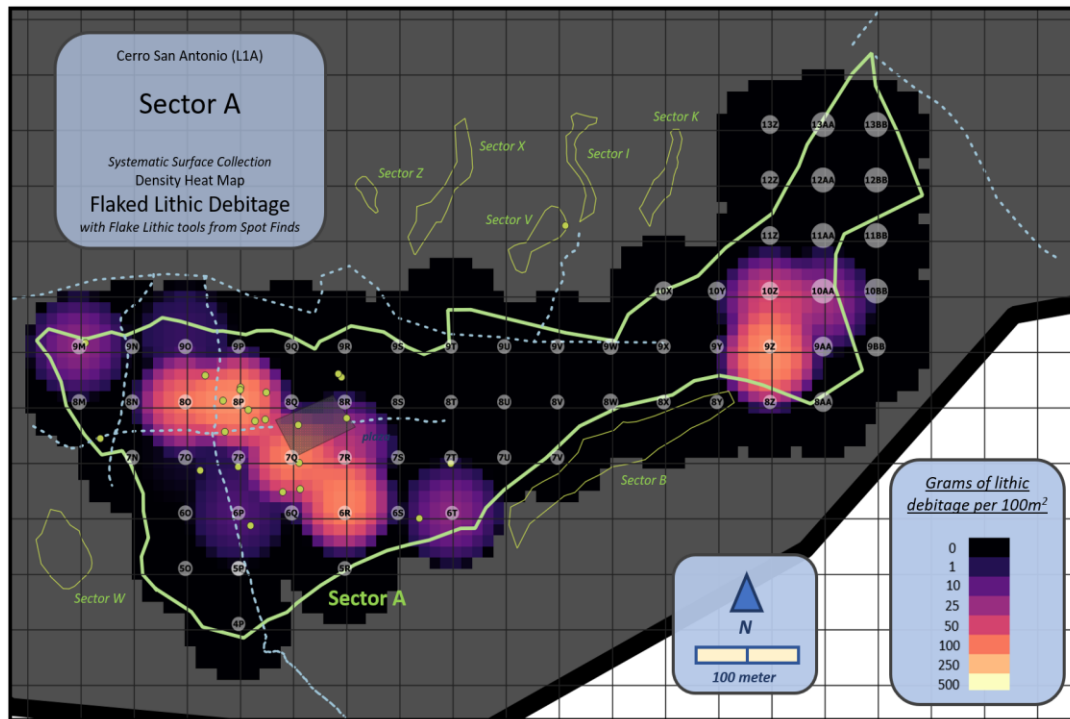 Cerro San Antonio (L1A)
Sector A
Systematic Surface Collection
Density Heat Map
Flaked Lithic Debitage
with Flake Lithic tools from Spot Finds
Sector Z
Sector X
Sector V
Sector I
Sector K
13Z 13AA 13BB
12Z 12AA 12BB
11Z 11AA 11BB
10X 10Y 10Z 10AA 10BB
9M 9N 9O 9P 9Q 9R 9S 9T 9U 9V 9W 9X 9Y 9Z 9AA 9BB
8M 8N 8O 8P 8Q 8R 8S 8T 8U 8V 8W 8X 8Y 8Z 8AA
7N 7O 7P 7Q 7R 7S 7T 7U 7V
6O 6P 6Q 6R 6S 6T
5O 5P 5R
4P
Sector B
Sector W
Sector A
N
100 meter
Grams of lithic
debitage per 100m²
0
1
10
25
50
100
250
500